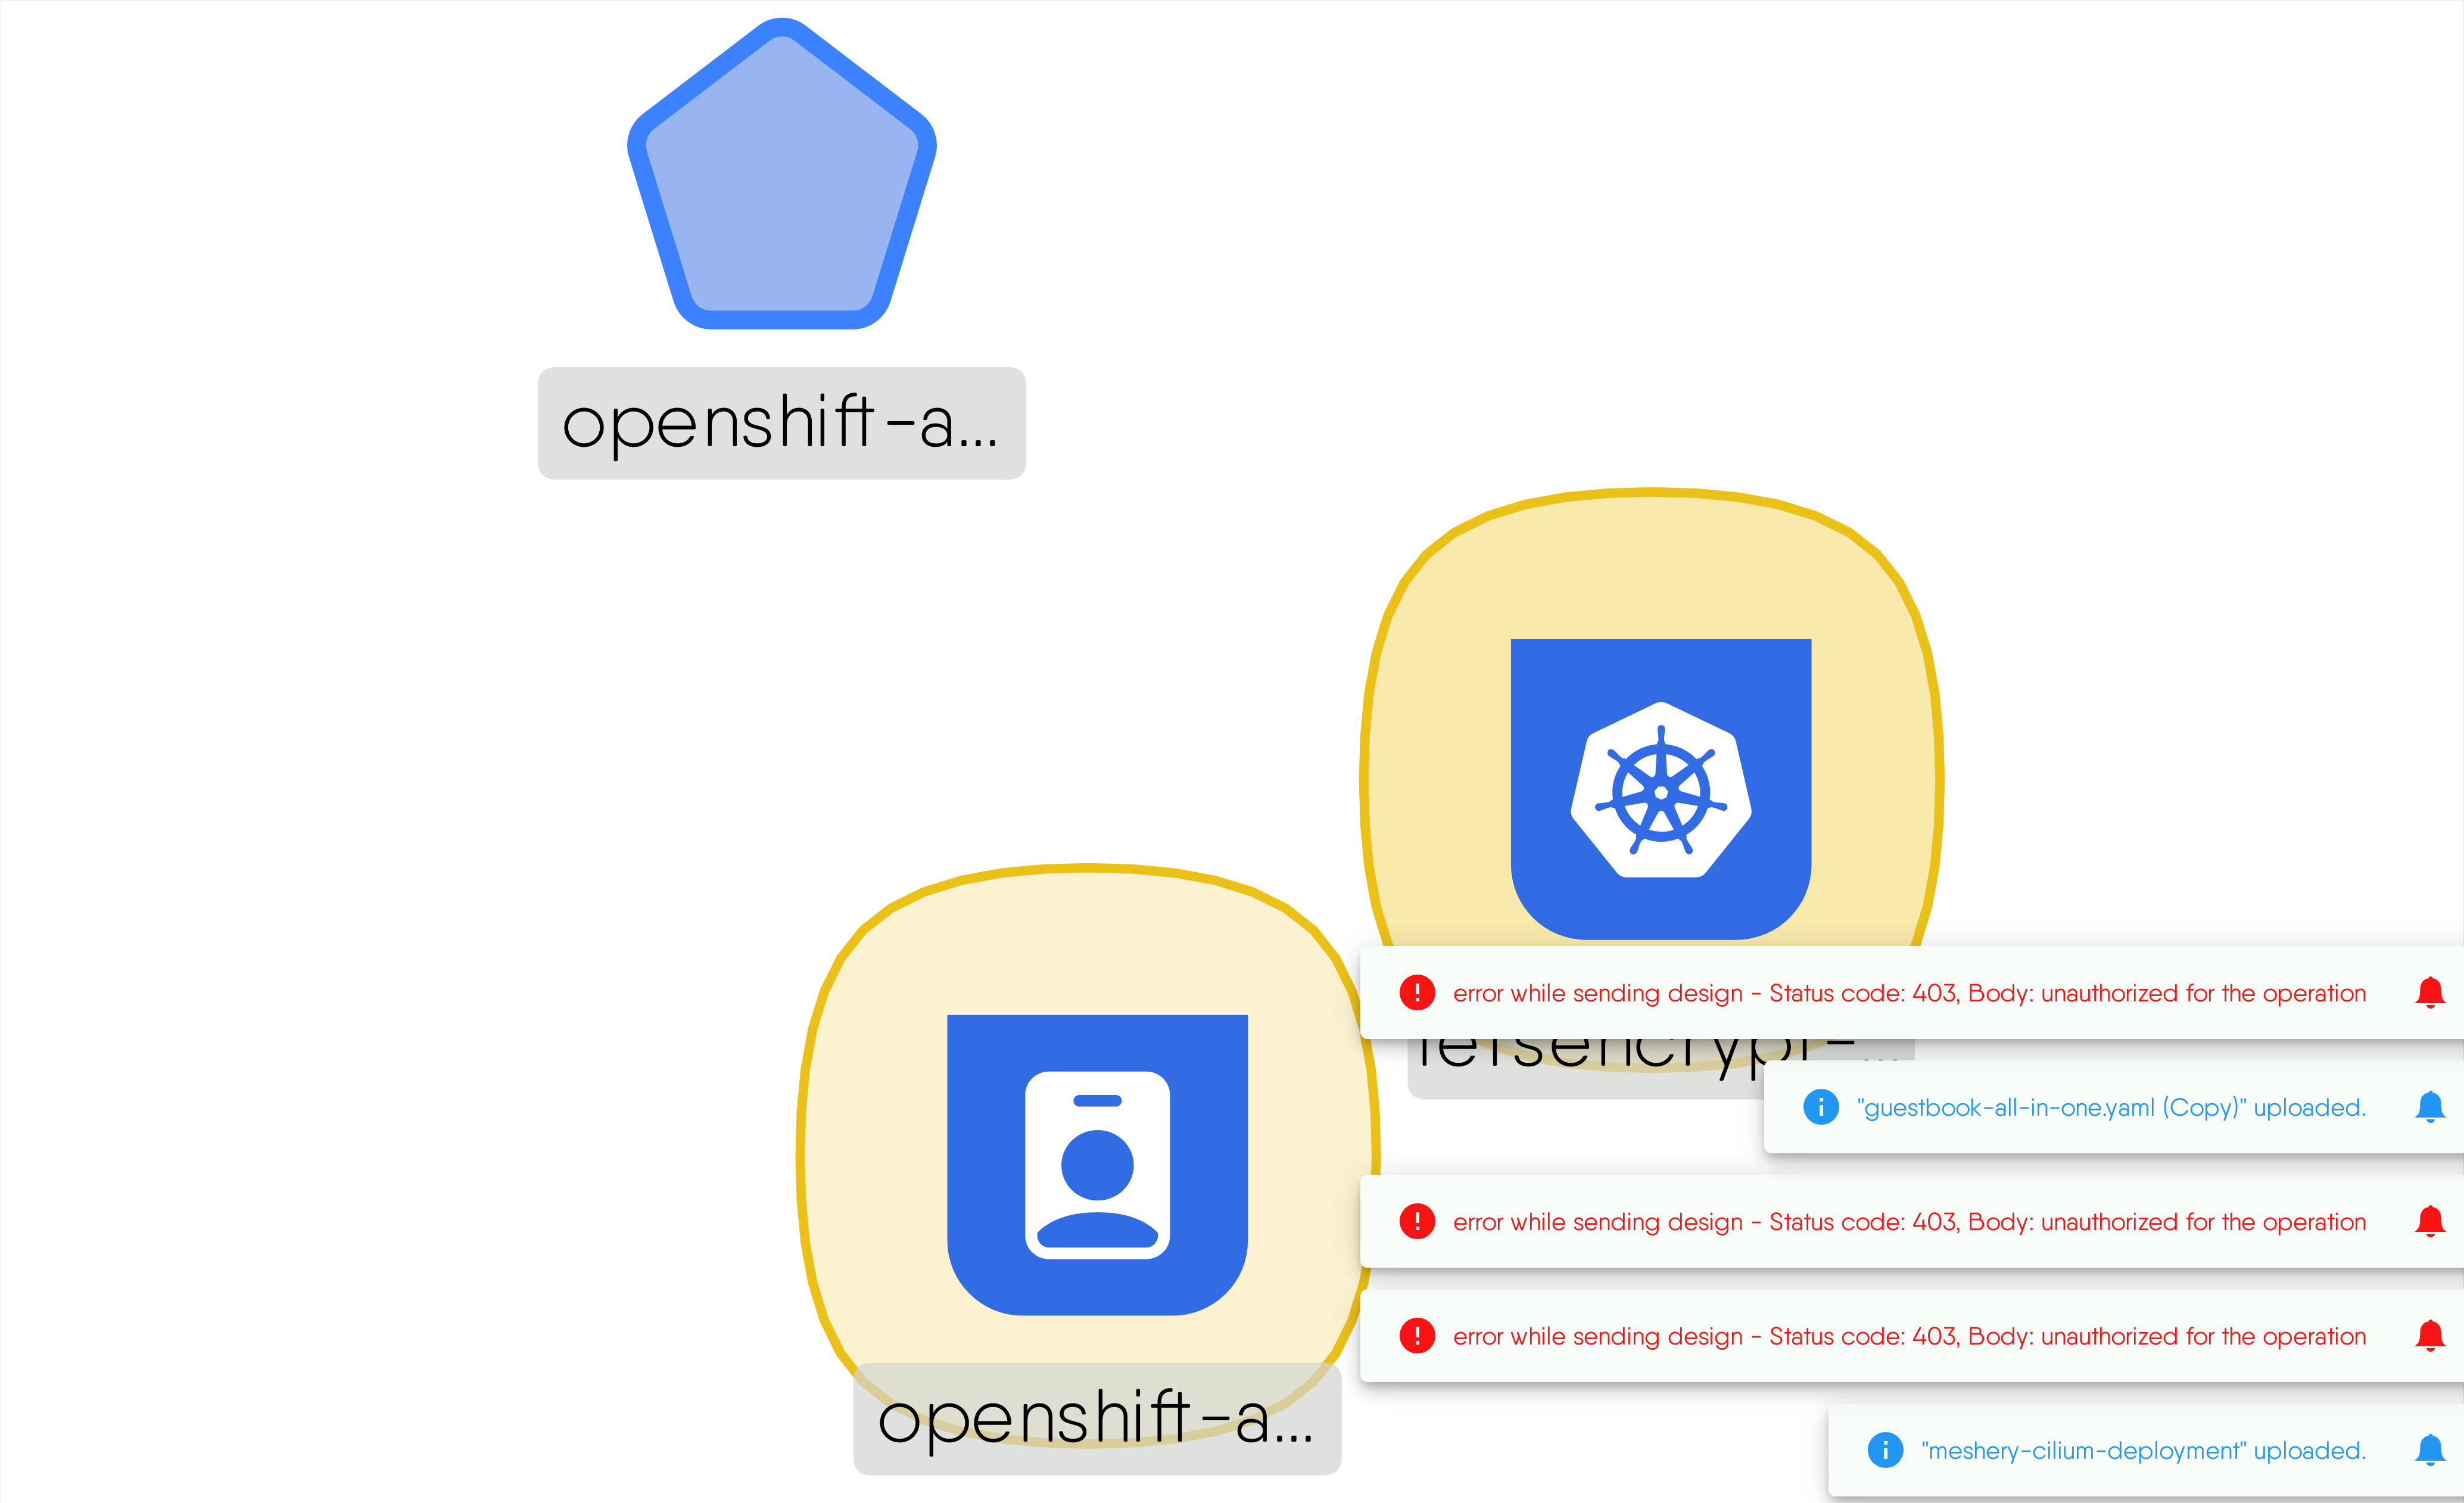 openshift-a...
error while sending design - Status code: 403, Body: unauthorized for the operation
letsencrypt-...
"guestbook-all-in-one.yaml (Copy)" uploaded.
error while sending design - Status code: 403, Body: unauthorized for the operation
error while sending design - Status code: 403, Body: unauthorized for the operation
openshift-a...
"meshery-cilium-deployment" uploaded.